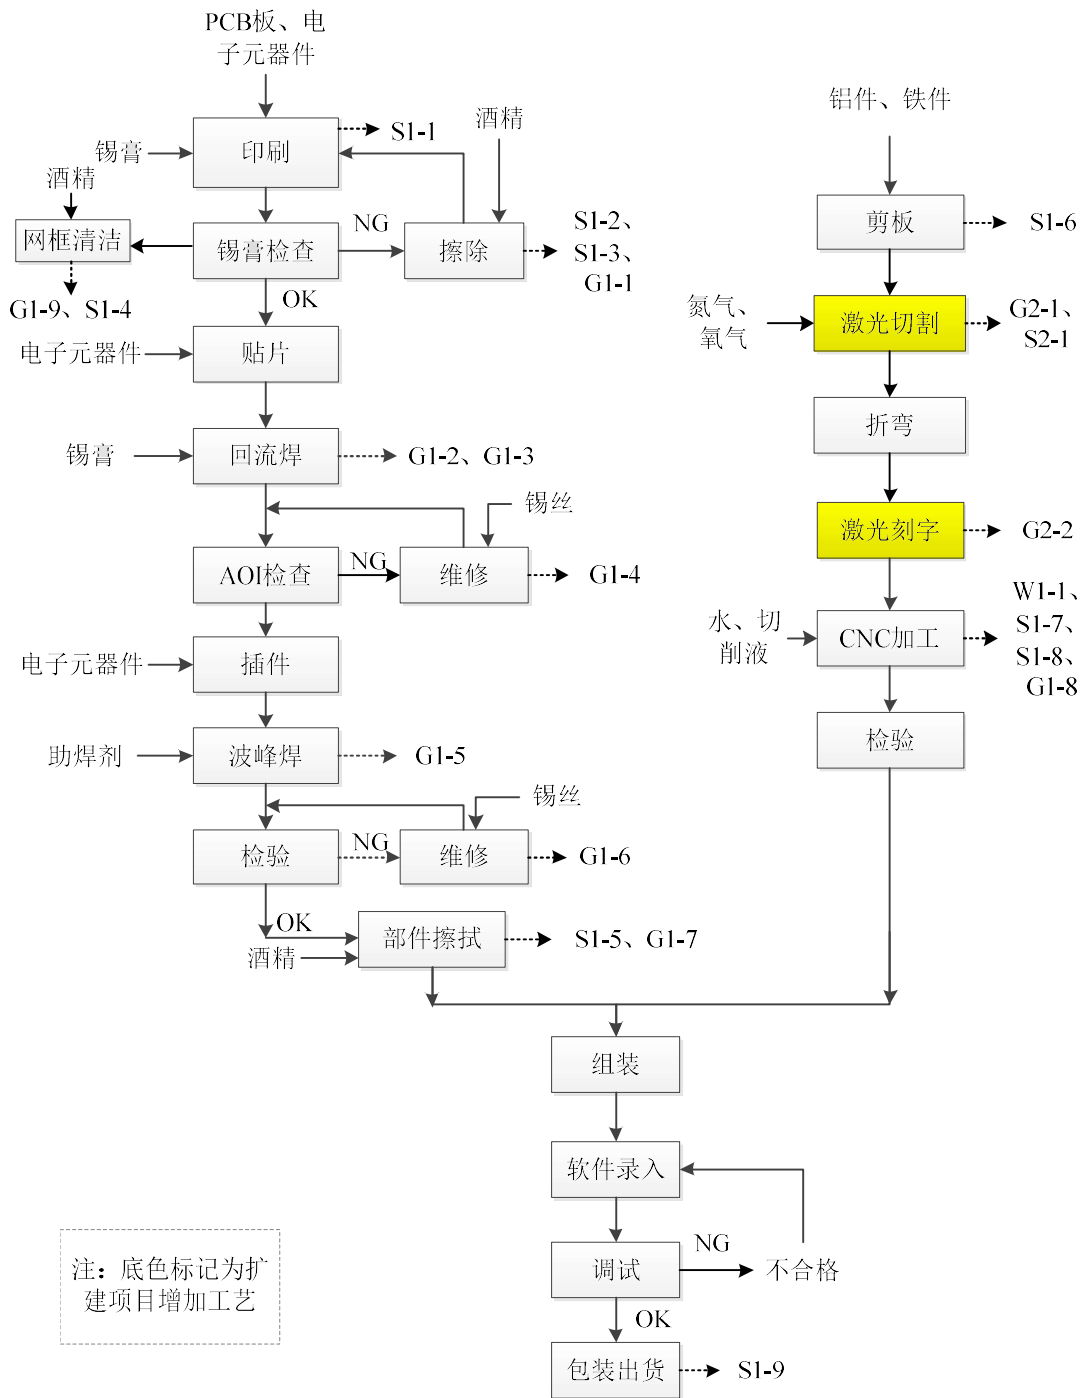 PCB板、电
子元器件
锡膏
印刷
S1-1
酒精
酒精
网框清洁
G1-9、S1-4
锡膏检查
NG
擦除
S1-2、
S1-3、
G1-1
OK
电子元器件
贴片
锡膏
回流焊
G1-2、G1-3
锡丝
AOI检查
NG
维修
G1-4
电子元器件
插件
助焊剂
波峰焊
G1-5
锡丝
检验
NG
维修
G1-6
OK
酒精
部件擦拭
S1-5、G1-7
铝件、铁件
剪板
S1-6
氮气、
氧气
激光切割
G2-1、
S2-1
折弯
激光刻字
G2-2
水、切
削液
CNC加工
W1-1、
S1-7、
S1-8、
G1-8
检验
组装
软件录入
调试
NG
不合格
OK
包装出货
S1-9
注：底色标记为扩
建项目增加工艺